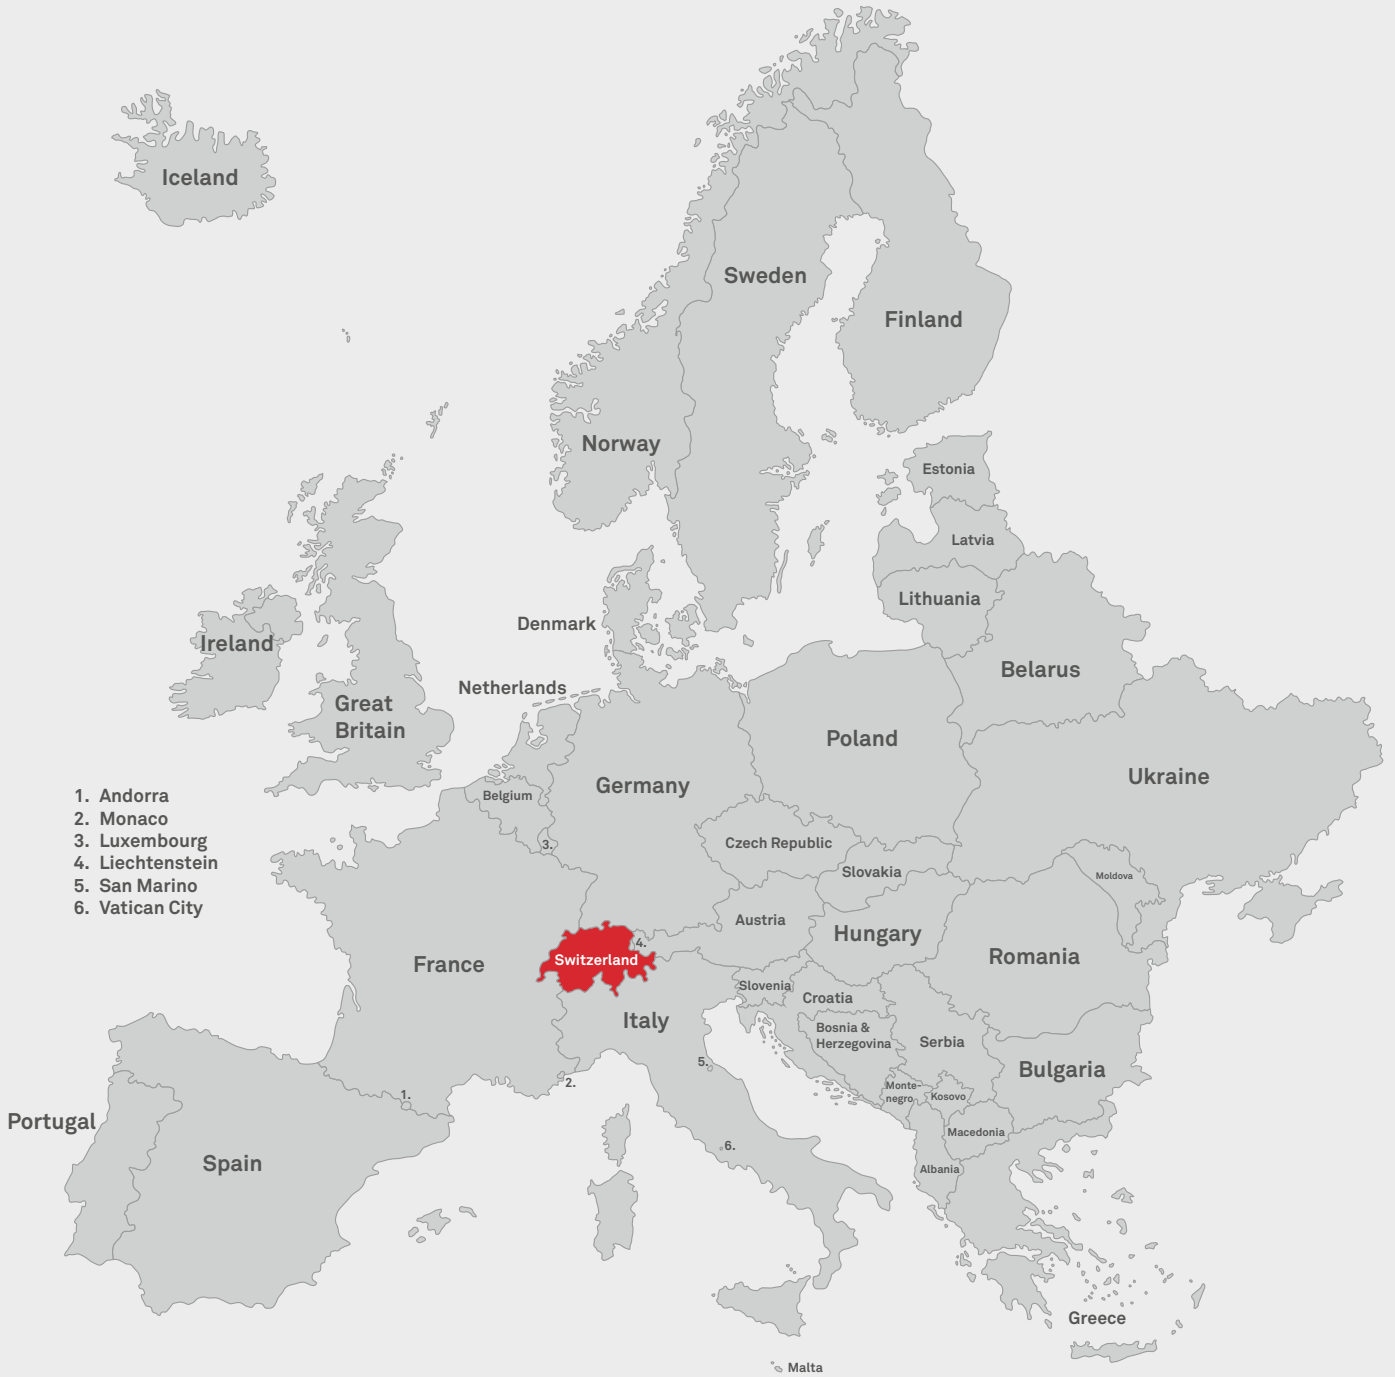 Iceland
Sweden
Finland
Norway
Estonia
Latvia
Lithuania
Denmark
Ireland
Belarus
Netherlands
Great
Britain
Poland
Ukraine
Germany
Belgium
1. Andorra
2. Monaco
3. Luxembourg
4. Liechtenstein
5. San Marino
6. Vatican City
3.
Czech Republic
Slovakia
Moldova
Austria
Hungary
4.
Switzerland
France
Romania
Slovenia
Croatia
Italy
Bosnia &
Herzegovina
Serbia
5.
Bulgaria
2.
1.
Monte-
negro
Kosovo
Portugal
Macedonia
6.
Spain
Albania
Greece
Malta